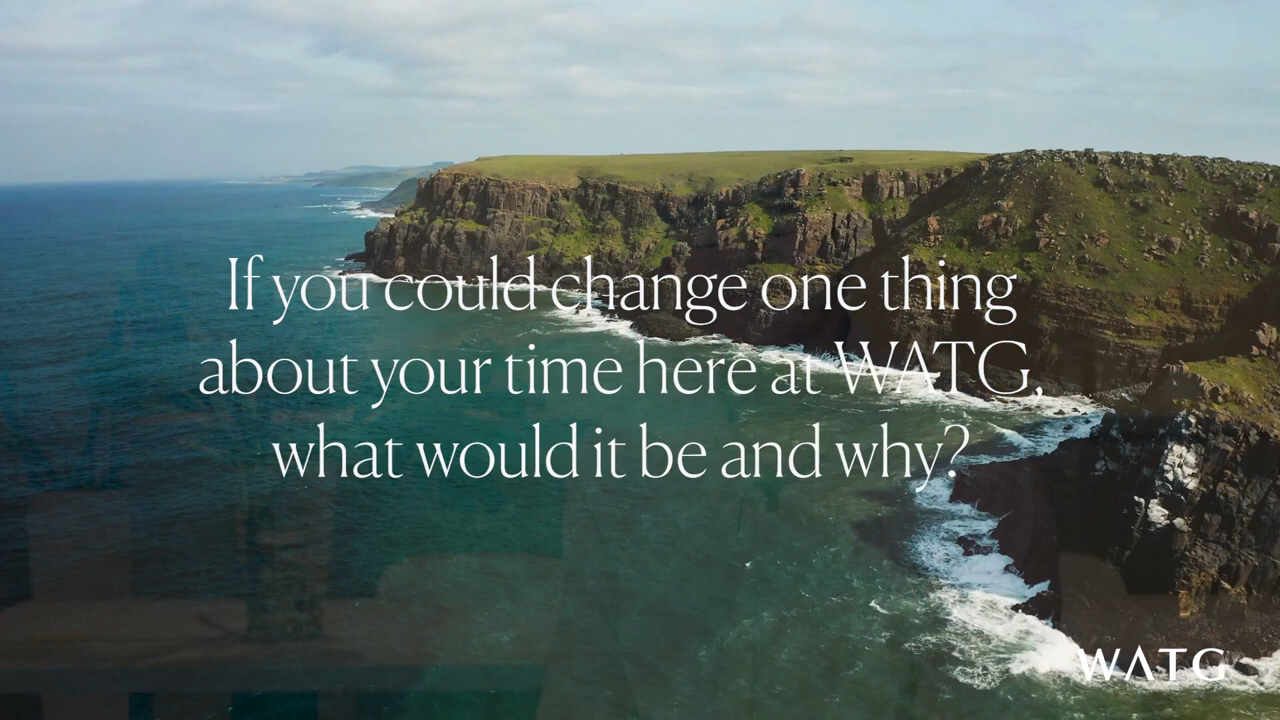 If you could change one thing
about your time here at WATG,
what would it be and why?
WATG